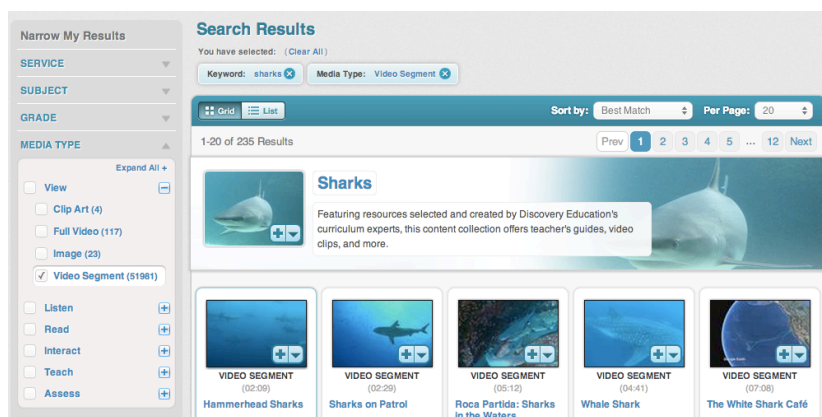 Narrow My Results
SERVICE
SUBJECT
GRADE
MEDIA TYPE
Expand All +
View
Clip Art (4)
Full Video (117)
Image (23)
Video Segment (51981)
Listen
Read
Interact
Teach
Assess
Search Results
You have selected: (Clear All)
Keyword: sharks Media Type: Video Segment
Grid List Sort by: Best Match Per Page: 20
1-20 of 235 Results Prev 1 2 3 4 5 ... 12 Next
Sharks
Featuring resources selected and created by Discovery Education's
curriculum experts, this content collection offers teacher's guides, video
clips, and more.
VIDEO SEGMENT
(02:09)
Hammerhead Sharks
VIDEO SEGMENT
(02:29)
Sharks on Patrol
VIDEO SEGMENT
(05:12)
Roca Partida: Sharks
in the Waters
VIDEO SEGMENT
(04:41)
Whale Shark
Google Earth
VIDEO SEGMENT
(07:08)
The White Shark Café